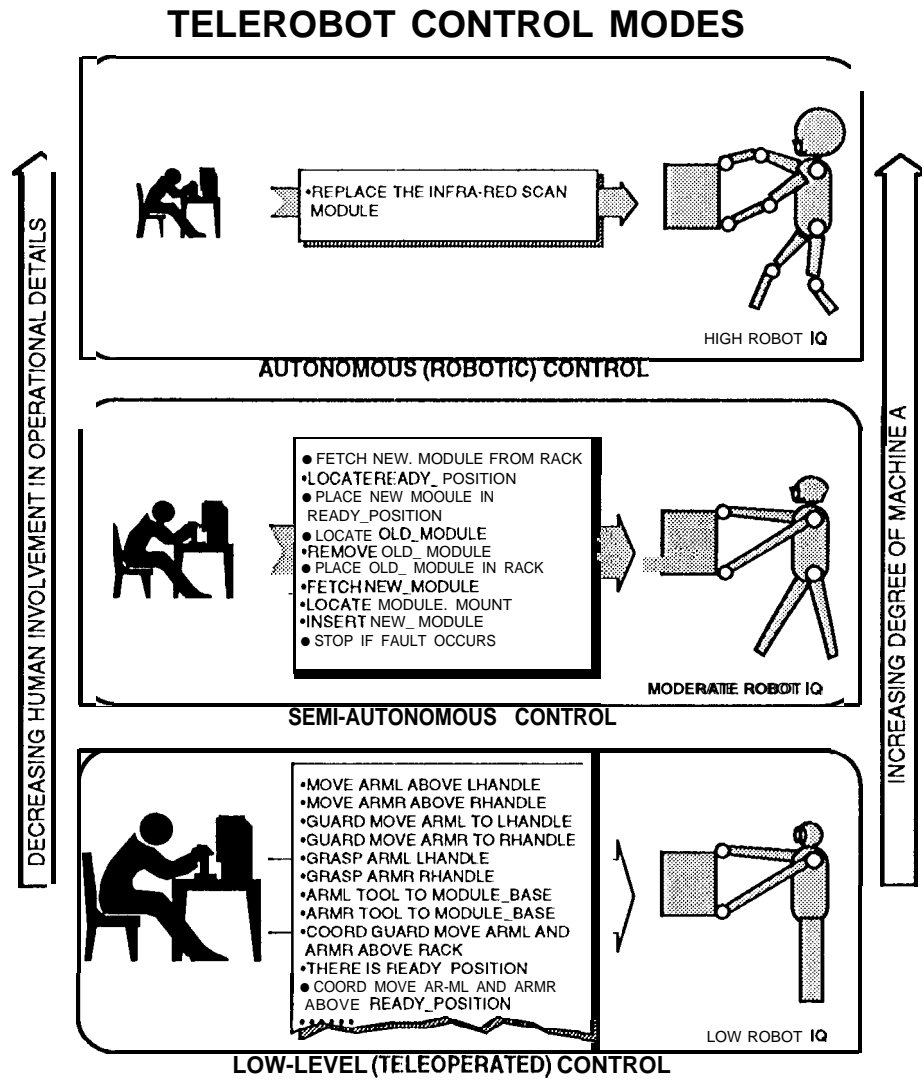 TELEROBOT CONTROL MODES
DECREASING HUMAN INVOLVEMENT IN OPERATIONAL DETAILS
•REPLACE THE INFRA-RED SCAN
MODULE
HIGH ROBOT IQ
AUTONOMOUS (ROBOTIC) CONTROL
● FETCH NEW. MODULE FROM RACK
•LOCATEREADY_ POSITION
● PLACE NEW MOOULE IN
READY_POSITION
● LOCATE OLD_MODULE
•REMOVE OLD_ MODULE
● PLACE OLD_ MODULE IN RACK
•FETCHNEW_MODULE
•LOCATE MODULE. MOUNT
•INSERT NEW_ MODULE
● STOP IF FAULT OCCURS
MODERATE ROBOT IQ
SEMI-AUTONOMOUS CONTROL
•MOVE ARML ABOVE LHANDLE
•MOVE ARMR ABOVE RHANDLE
•GUARD MOVE ARML TO LHANDLE
•GUARD MOVE ARMR TO RHANDLE
•GRASP ARML LHANDLE
•GRASP ARMR RHANDLE
•ARML TOOL TO MODULE_BASE
•ARMR TOOL TO MODULE_BASE
•COORD GUARD MOVE ARML AND
ARMR ABOVE RACK
•THERE IS READY POSITION
● COORD MOVE AR-ML AND ARMR
ABOVE READY_POSITION
••••••
LOW ROBOT IQ
LOW-LEVEL (TELEOPERATED) CONTROL
INCREASING DEGREE OF MACHINE A